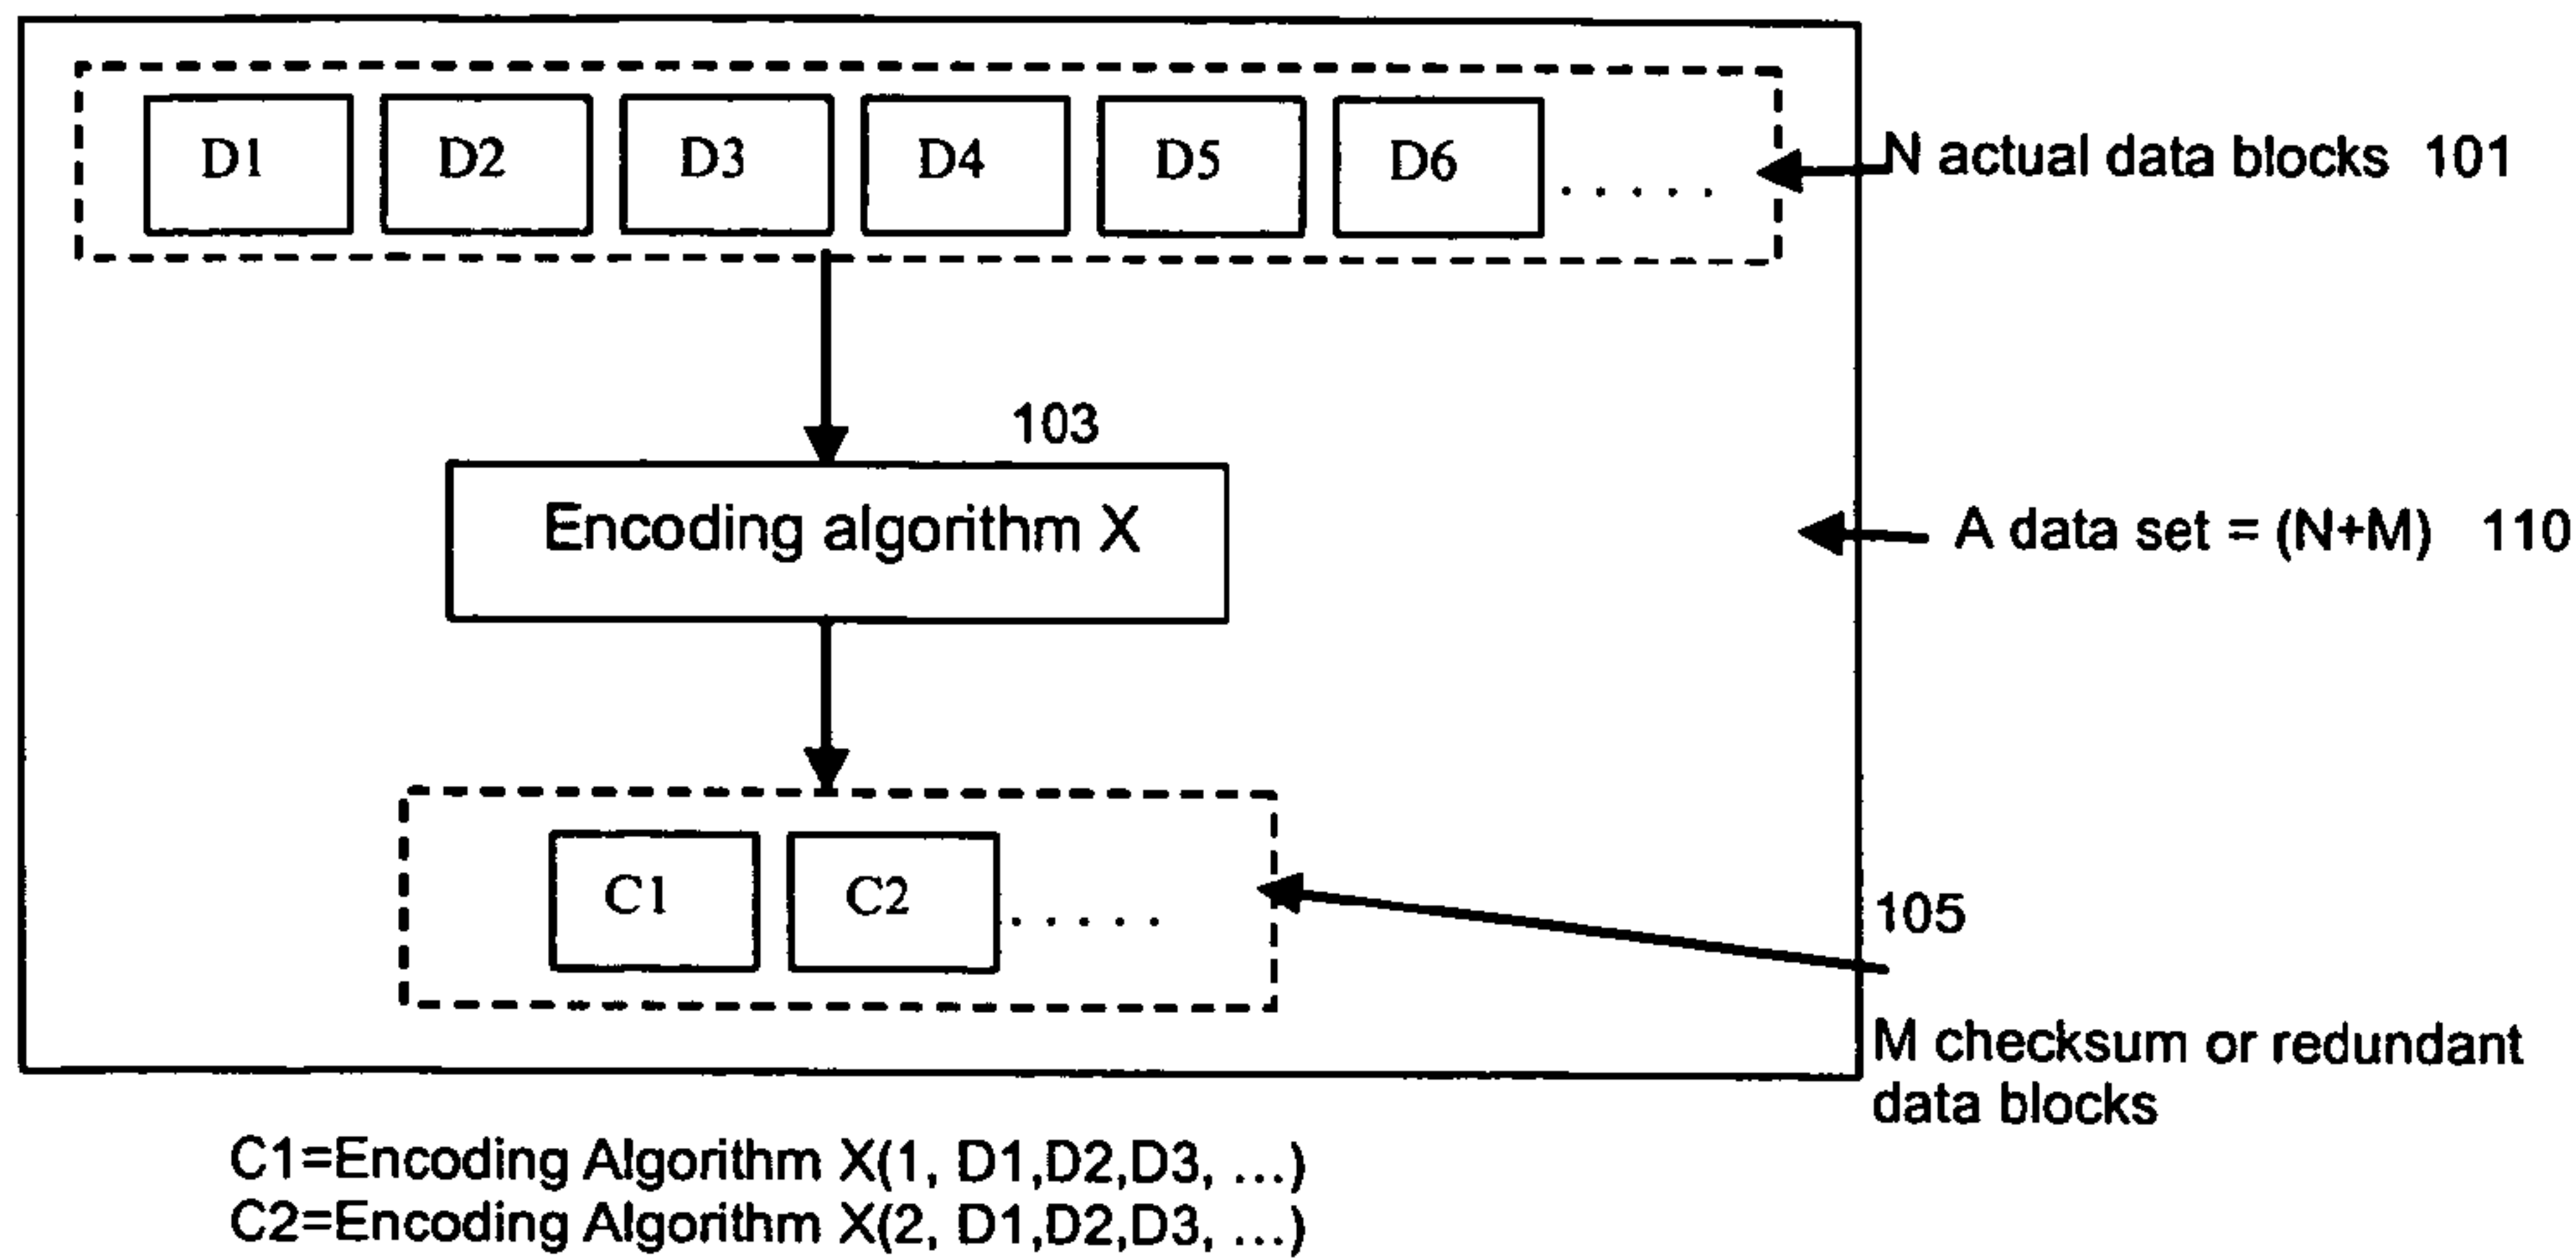 D1 D2 D3 D4 D5 D6 .....
N actual data blocks 101
103
Encoding algorithm X
A data set = (N+M) 110
C1 C2 .....
105
M checksum or redundant
data blocks
C1=Encoding Algorithm X(1, D1,D2,D3, ...)
C2=Encoding Algorithm X(2, D1,D2,D3, ...)